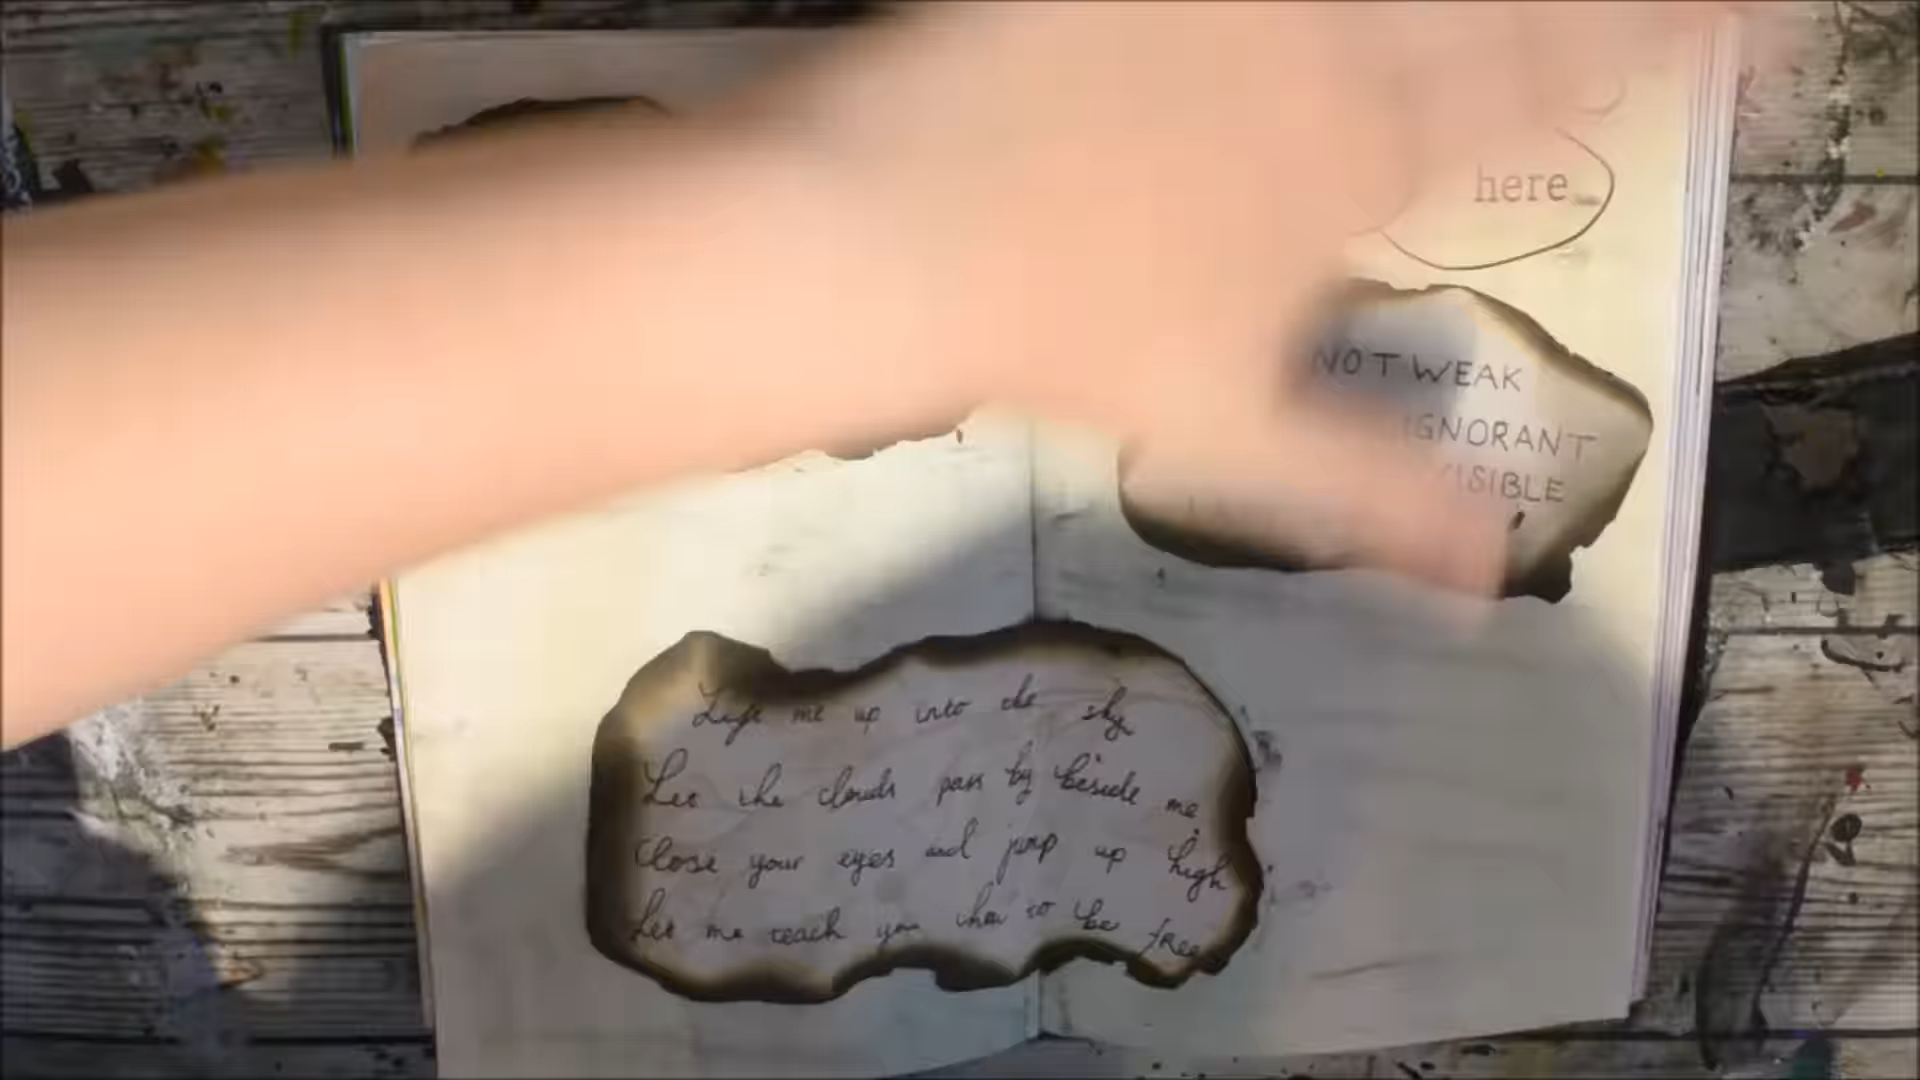 here
NOT WEAK
IGNORANT
VISIBLE
Lift me up into the sky
Let the clouds pass by beside me
Close your eyes and jump up high
Let me teach you how to be free